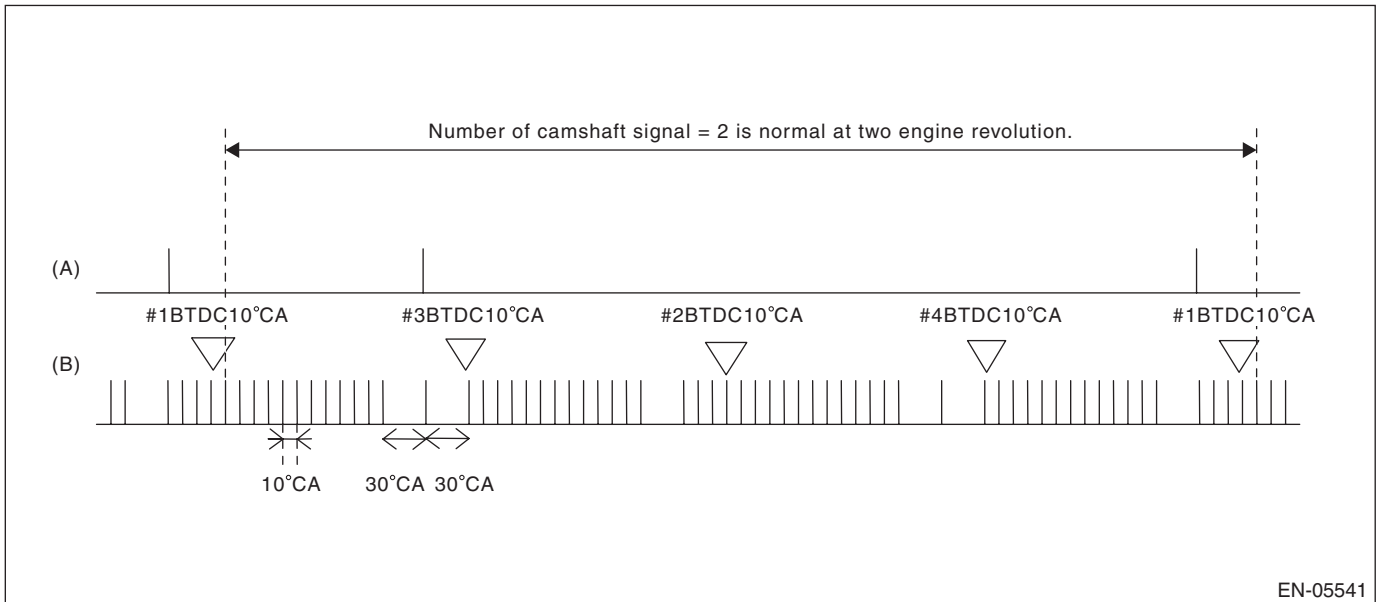 Number of camshaft signal = 2 is normal at two engine revolution.
(A)
#1BTDC10°CA #3BTDC10°CA #2BTDC10°CA #4BTDC10°CA #1BTDC10°CA
(B)
10°CA 30°CA 30°CA
EN-05541